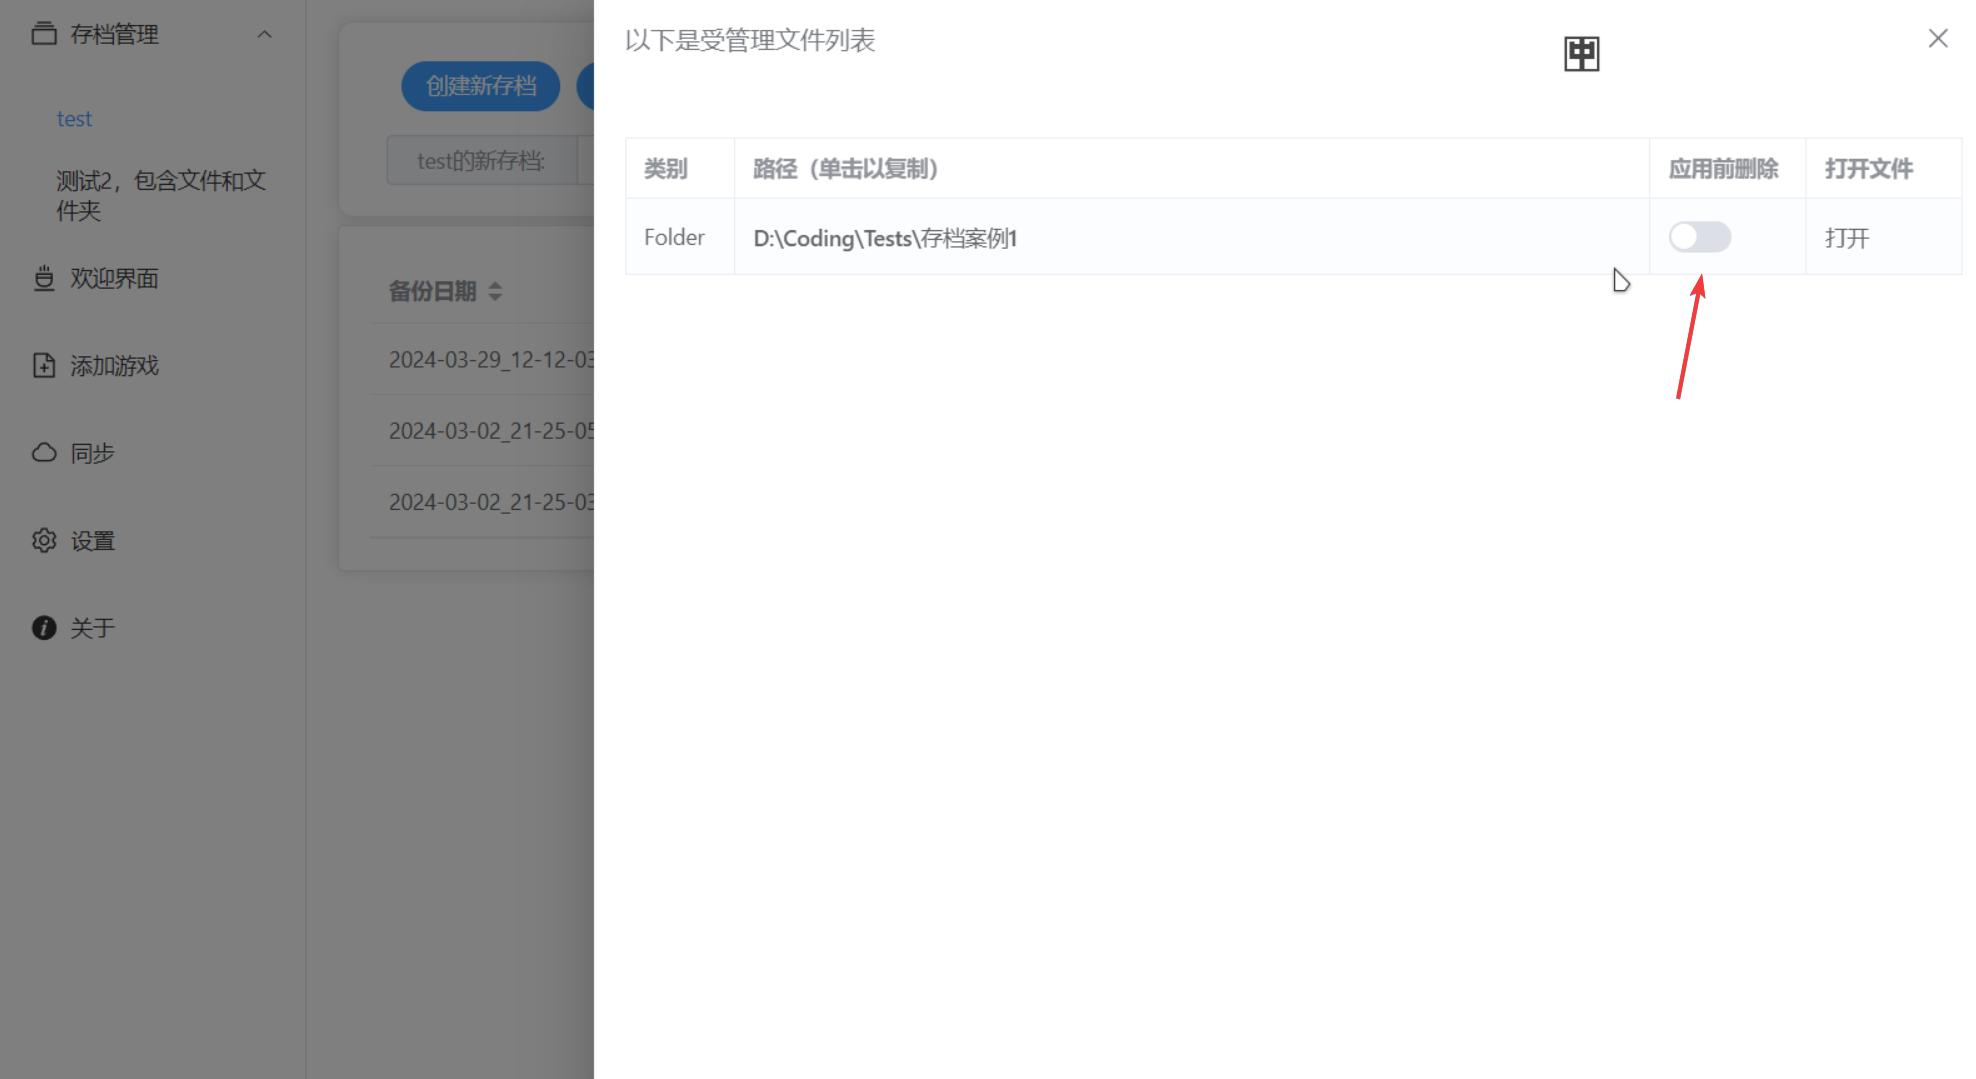 存档管理
test
测试2，包含文件和文
件夹
欢迎界面
添加游戏
同步
设置
关于
创建新存档
test的新存档:
备份日期
2024-03-29_12-12-03
2024-03-02_21-25-05
2024-03-02_21-25-03
以下是受管理文件列表
中
类别 路径（单击以复制） 应用前删除 打开文件
Folder D:\Coding\Tests\存档案例1 打开